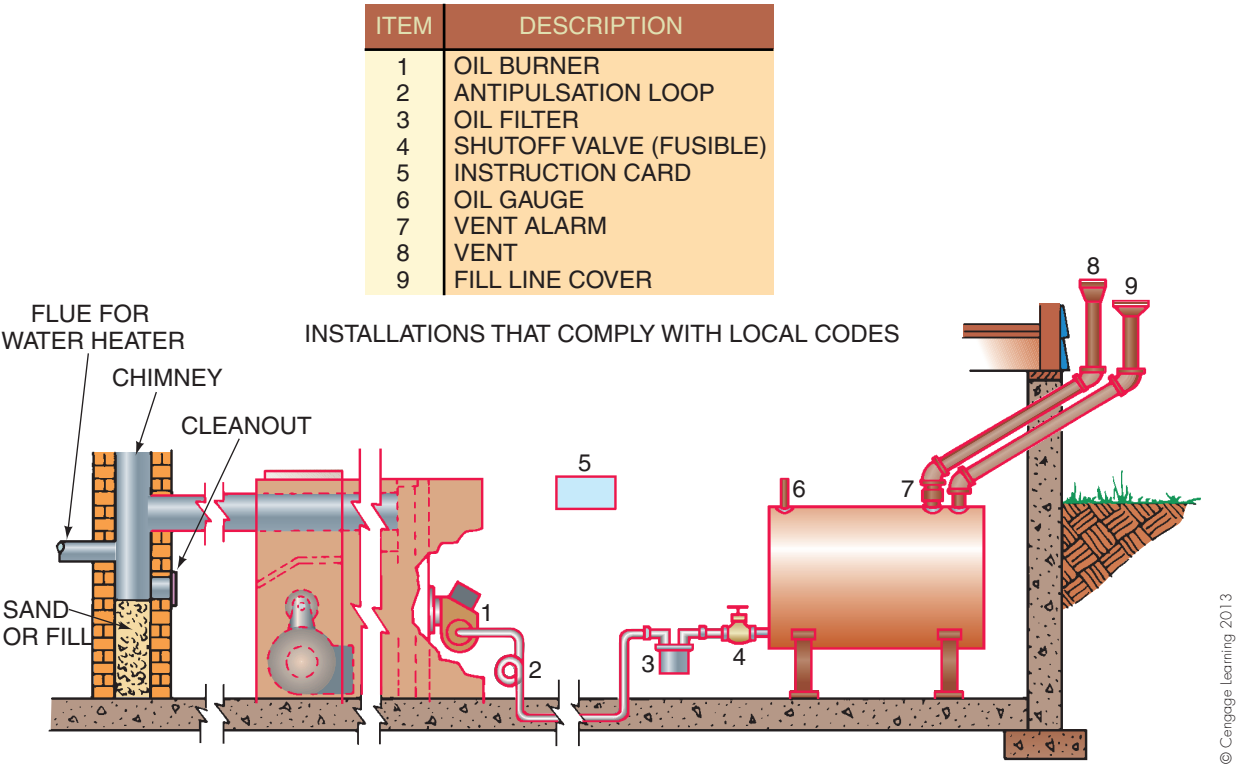 ITEM DESCRIPTION
1 OIL BURNER
2 ANTIPULSATION LOOP
3 OIL FILTER
4 SHUTOFF VALVE (FUSIBLE)
5 INSTRUCTION CARD
6 OIL GAUGE
7 VENT ALARM
8 VENT
9 FILL LINE COVER
INSTALLATIONS THAT COMPLY WITH LOCAL CODES
FLUE FOR
WATER HEATER
CHIMNEY
CLEANOUT
SAND
OR FILL
1
2
3
4
5
6
7
8
9
© Cengage Learning 2013